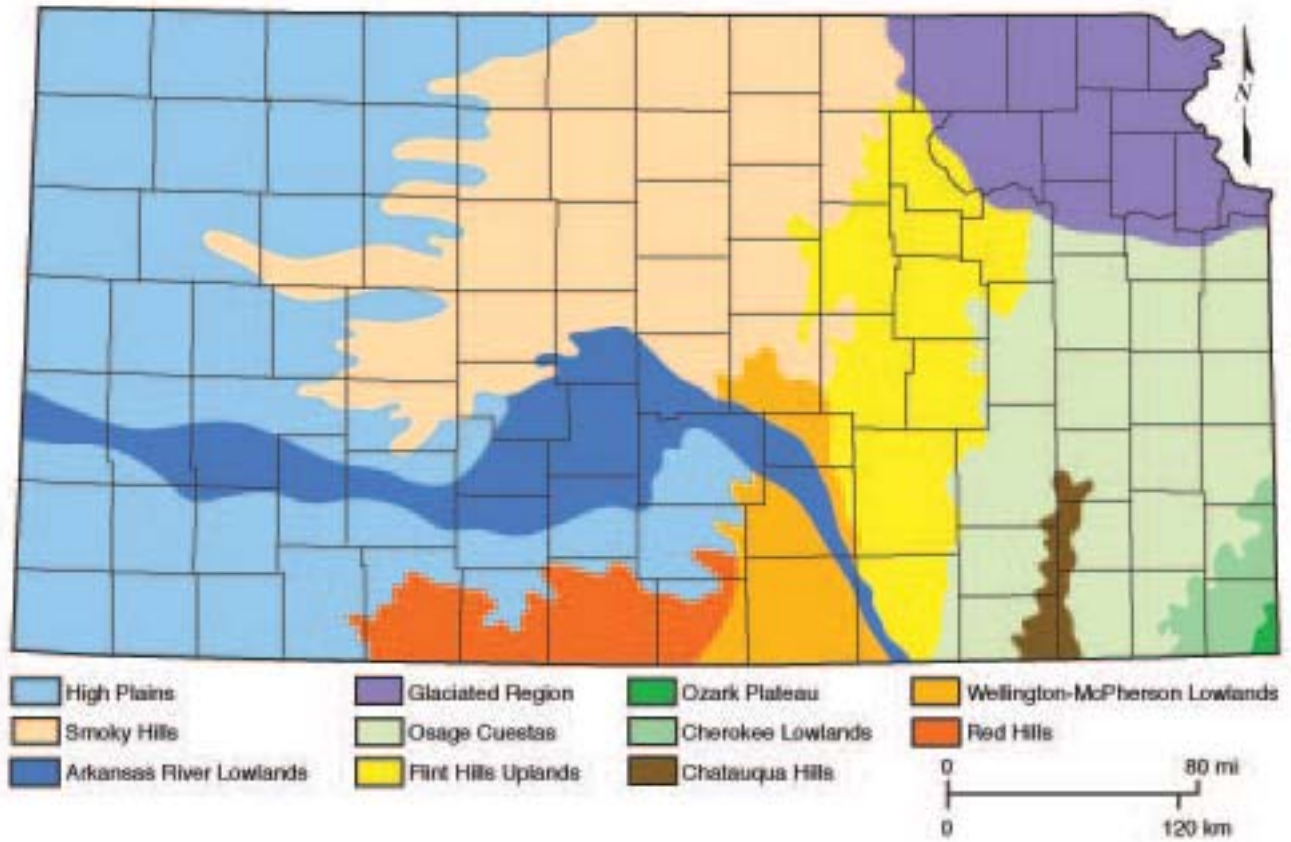 N
High Plains
Smoky Hills
Arkansas River Lowlands
Glaciated Region
Osage Cuestas
Flint Hills Uplands
Ozark Plateau
Cherokee Lowlands
Chatauqua Hills
Wellington-McPherson Lowlands
Red Hills
0 80 mi
0 120 km